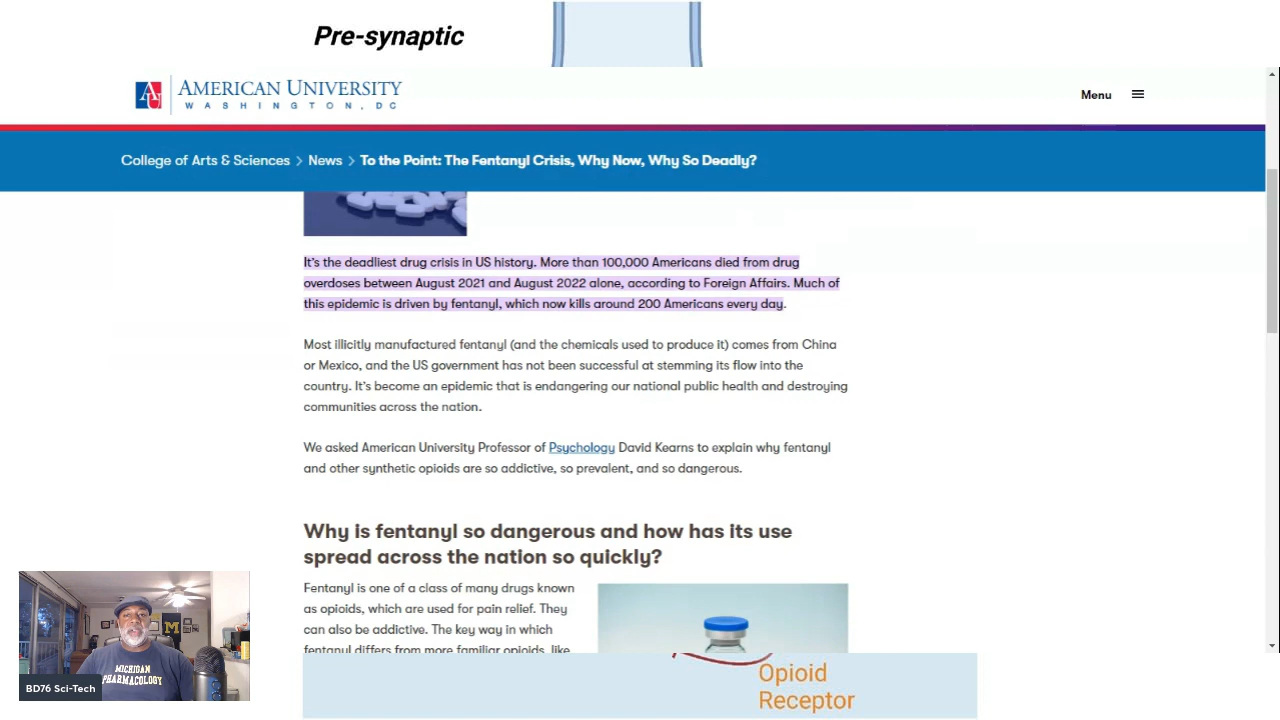 Pre-synaptic
AMERICAN UNIVERSITY
WASHINGTON, DC
Menu
College of Arts & Sciences > News > To the Point: The Fentanyl Crisis, Why Now, Why So Deadly?
It's the deadliest drug crisis in US history. More than 100,000 Americans died from drug
overdoses between August 2021 and August 2022 alone, according to Foreign Affairs. Much of
this epidemic is driven by fentanyl, which now kills around 200 Americans every day.
Most illicitly manufactured fentanyl (and the chemicals used to produce it) comes from China
or Mexico, and the US government has not been successful at stemming its flow into the
country. It's become an epidemic that is endangering our national public health and destroying
communities across the nation.
We asked American University Professor of Psychology David Kearns to explain why fentanyl
and other synthetic opioids are so addictive, so prevalent, and so dangerous.
Why is fentanyl so dangerous and how has its use
spread across the nation so quickly?
Fentanyl is one of a class of many drugs known
as opioids, which are used for pain relief. They
can also be addictive. The key way in which
fentanyl differs from more familiar opioids, like
Opioid
Receptor
M
MICHIGAN
PHARMACOLOGY
BD76 Sci-Tech